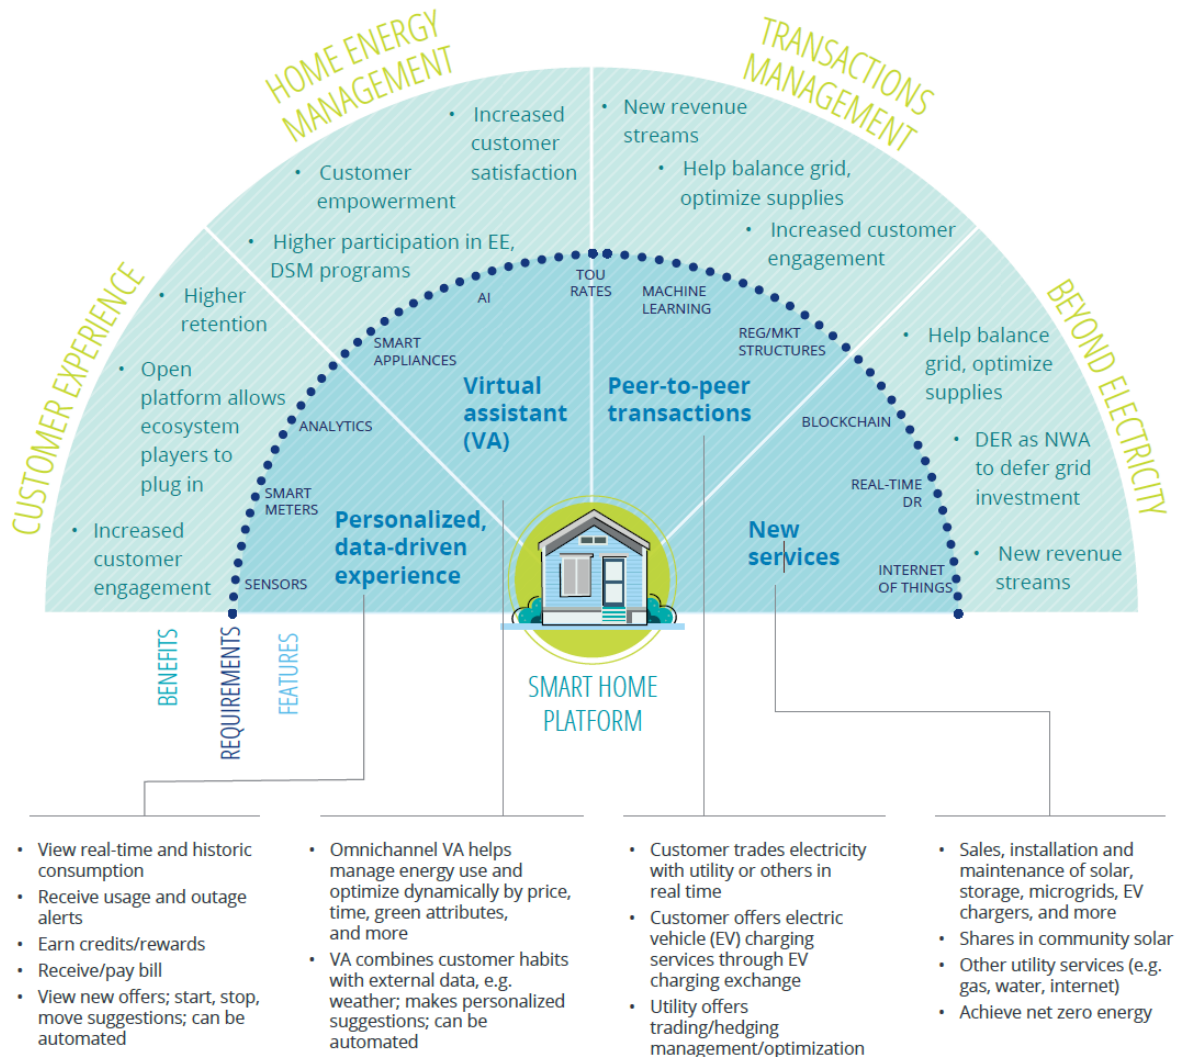 HOME ENERGY
MANAGEMENT
TRANSACTIONS
MANAGEMENT
CUSTOMER EXPERIENCE
BEYOND ELECTRICITY
• Higher
retention
• Open
platform allows
ecosystem
players to
plug in
• Increased
customer
engagement
• Increased
customer
satisfaction
• Customer
empowerment
• Higher participation in EE,
DSM programs
• New revenue
streams
• Help balance grid,
optimize supplies
• Increased customer
engagement
• Help balance
grid, optimize
supplies
• DER as NWA
to defer grid
investment
• New revenue
streams
SENSORS
SMART
METERS
ANALYTICS
SMART
APPLIANCES
AI
TOU
RATES
MACHINE
LEARNING
REG/MKT
STRUCTURES
BLOCKCHAIN
REAL-TIME
DR
INTERNET
OF THINGS
Personalized,
data-driven
experience
Virtual
assistant
(VA)
Peer-to-peer
transactions
New
services
BENEFITS
REQUIREMENTS
FEATURES
SMART HOME
PLATFORM
• View real-time and historic
consumption
• Receive usage and outage
alerts
• Earn credits/rewards
• Receive/pay bill
• View new offers; start, stop,
move suggestions; can be
automated
• Omnichannel VA helps
manage energy use and
optimize dynamically by price,
time, green attributes,
and more
• VA combines customer habits
with external data, e.g.
weather; makes personalized
suggestions; can be
automated
• Customer trades electricity
with utility or others in
real time
• Customer offers electric
vehicle (EV) charging
services through EV
charging exchange
• Utility offers
trading/hedging
management/optimization
• Sales, installation and
maintenance of solar,
storage, microgrids, EV
chargers, and more
• Shares in community solar
• Other utility services (e.g.
gas, water, internet)
• Achieve net zero energy